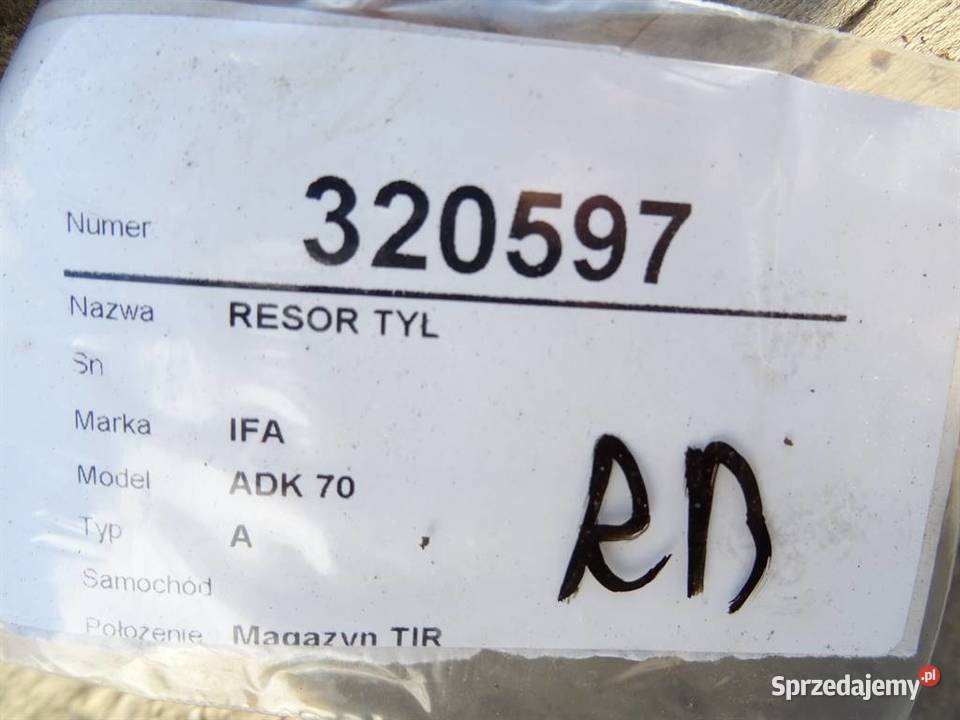 Numer 320597
Nazwa RESOR TYŁ
Sn
Marka IFA
Model ADK 70
Typ A
RD
Samochód
Położenie Magazyn TIR
Sprzedajemy.pl